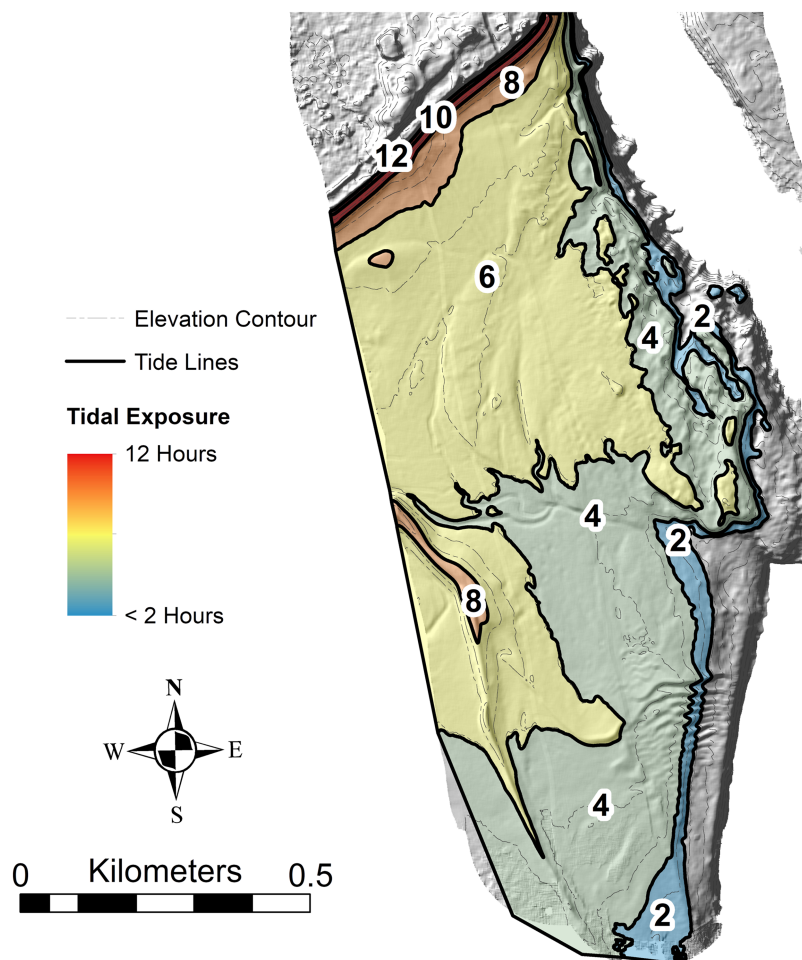 8
10
12
6
2
4
Elevation Contour
Tide Lines
Tidal Exposure
12 Hours
< 2 Hours
4
2
8
N
W E
S
4
0 Kilometers 0.5
2